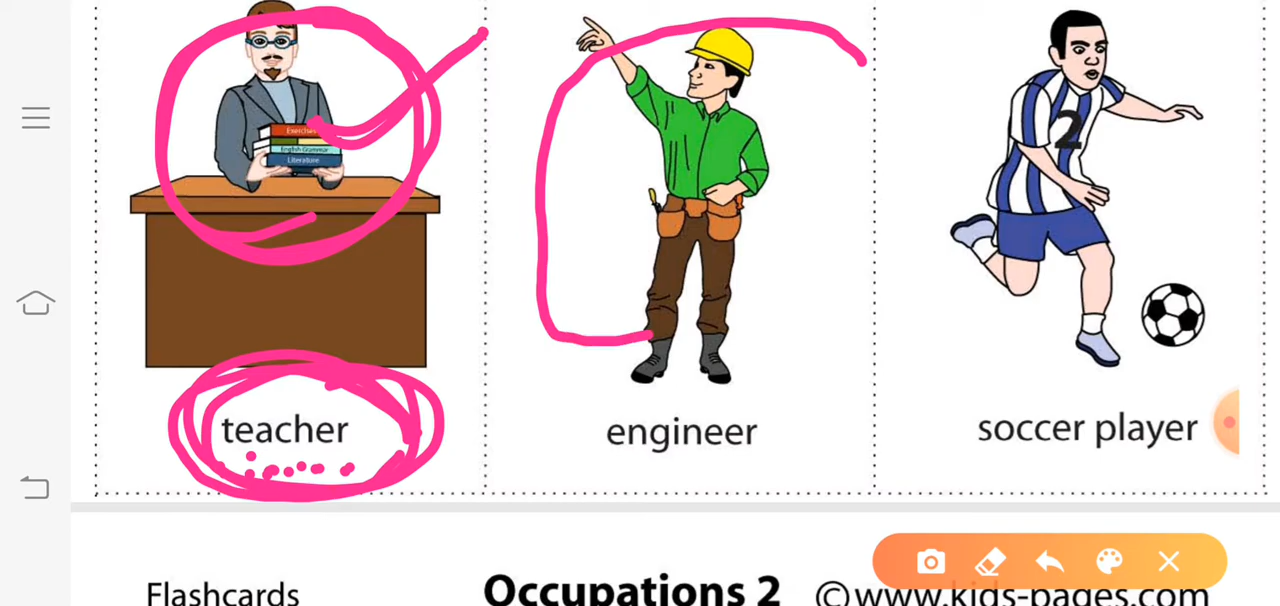 Exercises
English Grammar
Literature
2
teacher
engineer
soccer player
Flashcards
Occupations 2
©www.kids-pages.com